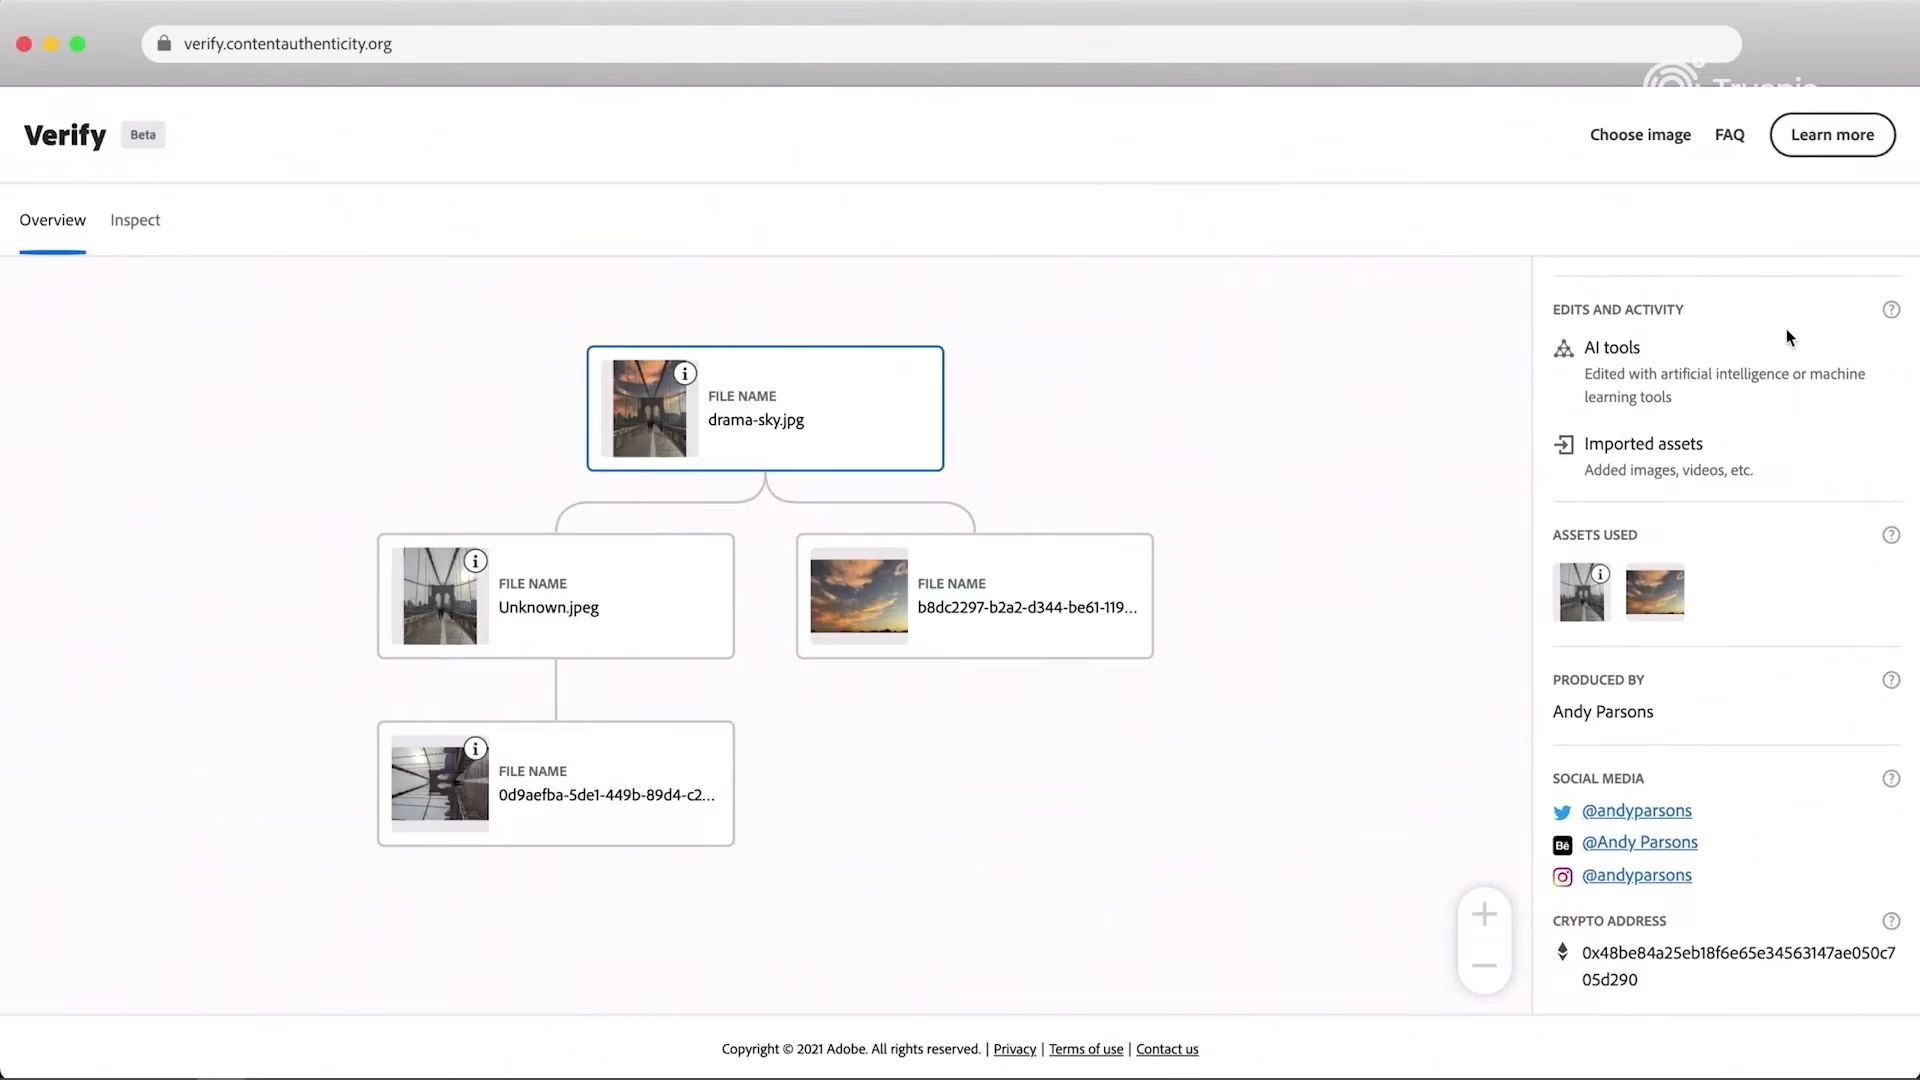 verify.contentauthenticity.org
Truepic
Verify
Beta
Choose image
FAQ
Learn more
Overview
Inspect
FILE NAME
drama-sky.jpg
FILE NAME
Unknown.jpeg
FILE NAME
b8dc2297-b2a2-d344-be61-119...
FILE NAME
0d9aefba-5de1-449b-89d4-c2...
EDITS AND ACTIVITY
AI tools
Edited with artificial intelligence or machine
learning tools
Imported assets
Added images, videos, etc.
ASSETS USED
PRODUCED BY
Andy Parsons
SOCIAL MEDIA
@andyparsons
Bē @Andy Parsons
@andyparsons
CRYPTO ADDRESS
0x48be84a25eb18f6e65e34563147ae050c7
05d290
Copyright © 2021 Adobe. All rights reserved. | Privacy | Terms of use | Contact us